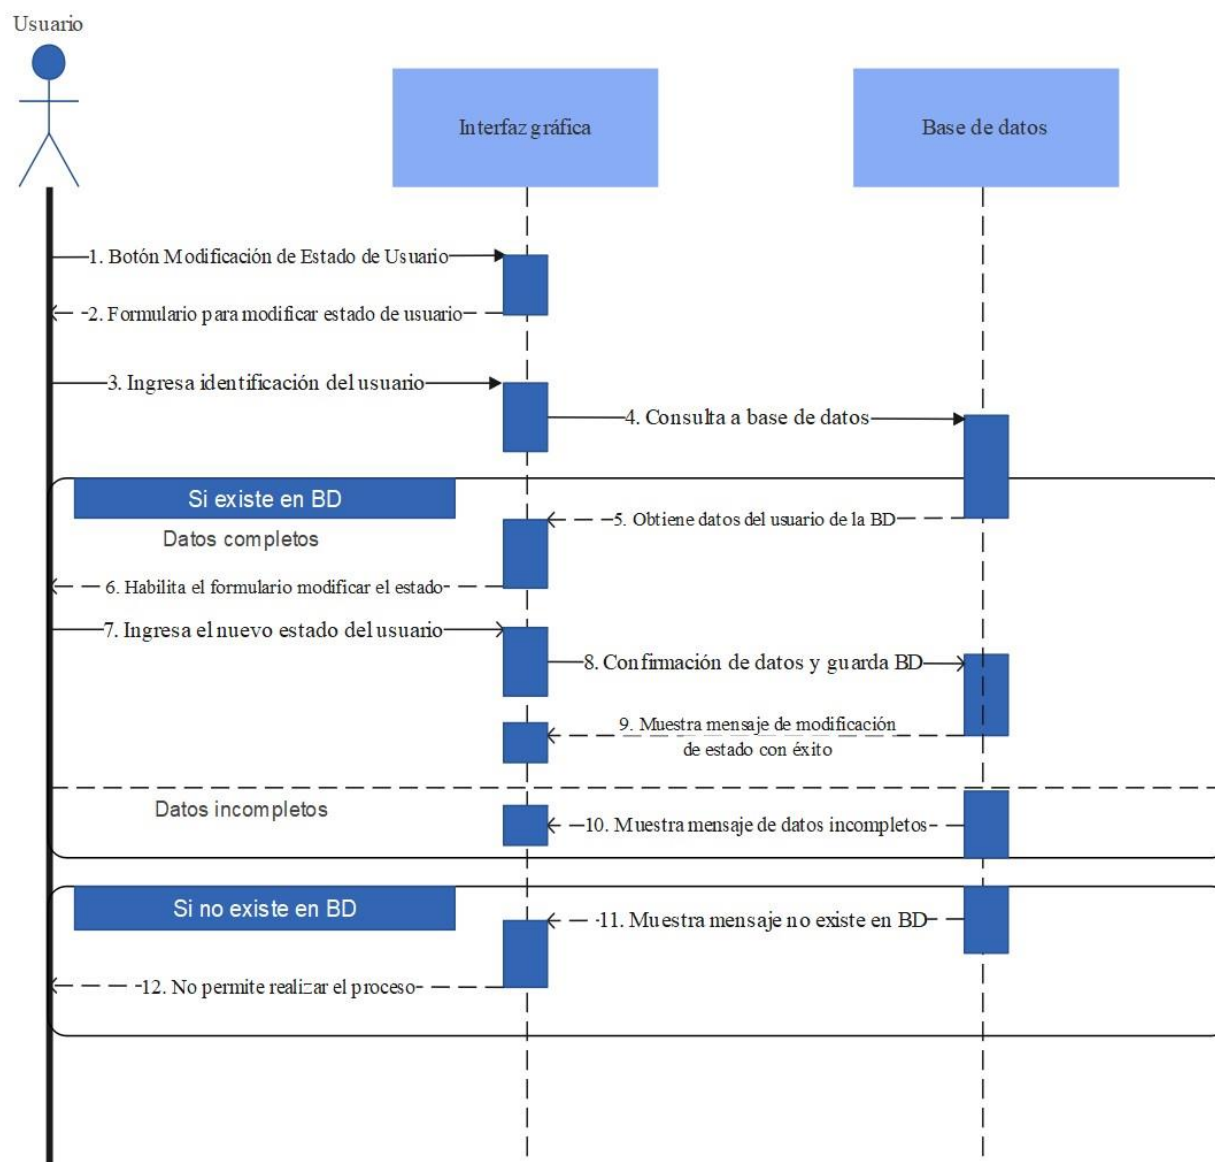 Usuario
Interfaz gráfica
Base de datos
1. Botón Modificación de Estado de Usuario
2. Formulario para modificar estado de usuario
3. Ingresa identificación del usuario
4. Consulta a base de datos
Si existe en BD
5. Obtiene datos del usuario de la BD
Datos completos
6. Habilita el formulario modificar el estado
7. Ingresa el nuevo estado del usuario
8. Confirmación de datos y guarda BD
9. Muestra mensaje de modificación
de estado con éxito
Datos incompletos
10. Muestra mensaje de datos incompletos
Si no existe en BD
11. Muestra mensaje no existe en BD
12. No permite realizar el proceso